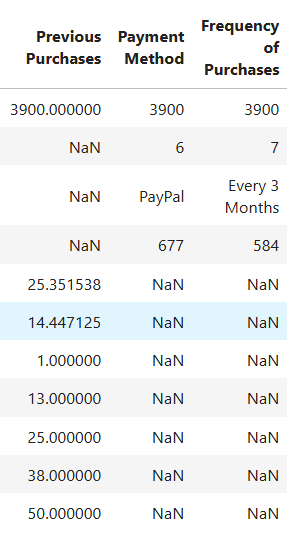 Previous Purchases Payment Method Frequency of Purchases
3900.000000 3900 3900
NaN 6 7
NaN PayPal Every 3 Months
NaN 677 584
25.351538 NaN NaN
14.447125 NaN NaN
1.000000 NaN NaN
13.000000 NaN NaN
25.000000 NaN NaN
38.000000 NaN NaN
50.000000 NaN NaN